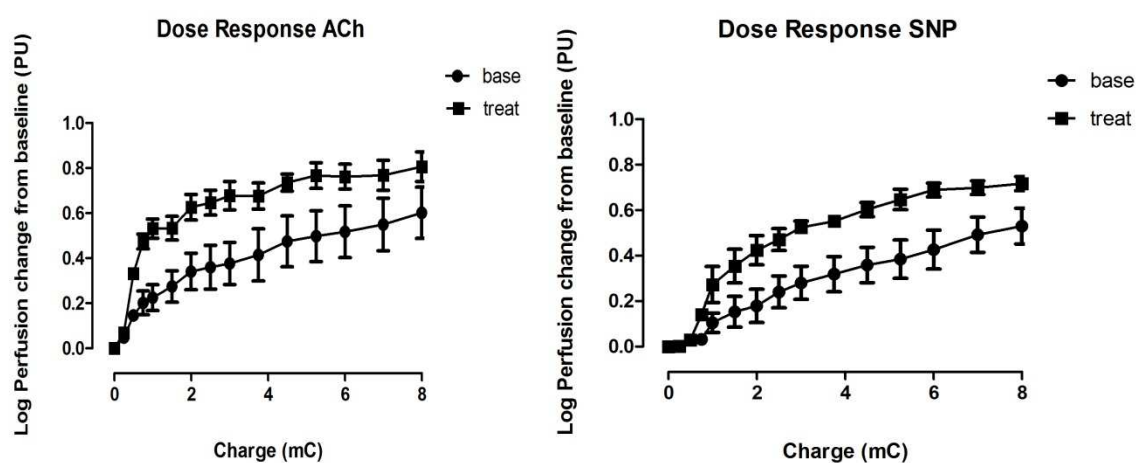 Dose Response ACh
base
treat
Log Perfusion change from baseline (PU)
1.0
0.8
0.6
0.4
0.2
0.0
0 2 4 6 8
Charge (mC)
Dose Response SNP
base
treat
Log Perfusion change from baseline (PU)
1.0
0.8
0.6
0.4
0.2
0.0
0 2 4 6 8
Charge (mC)